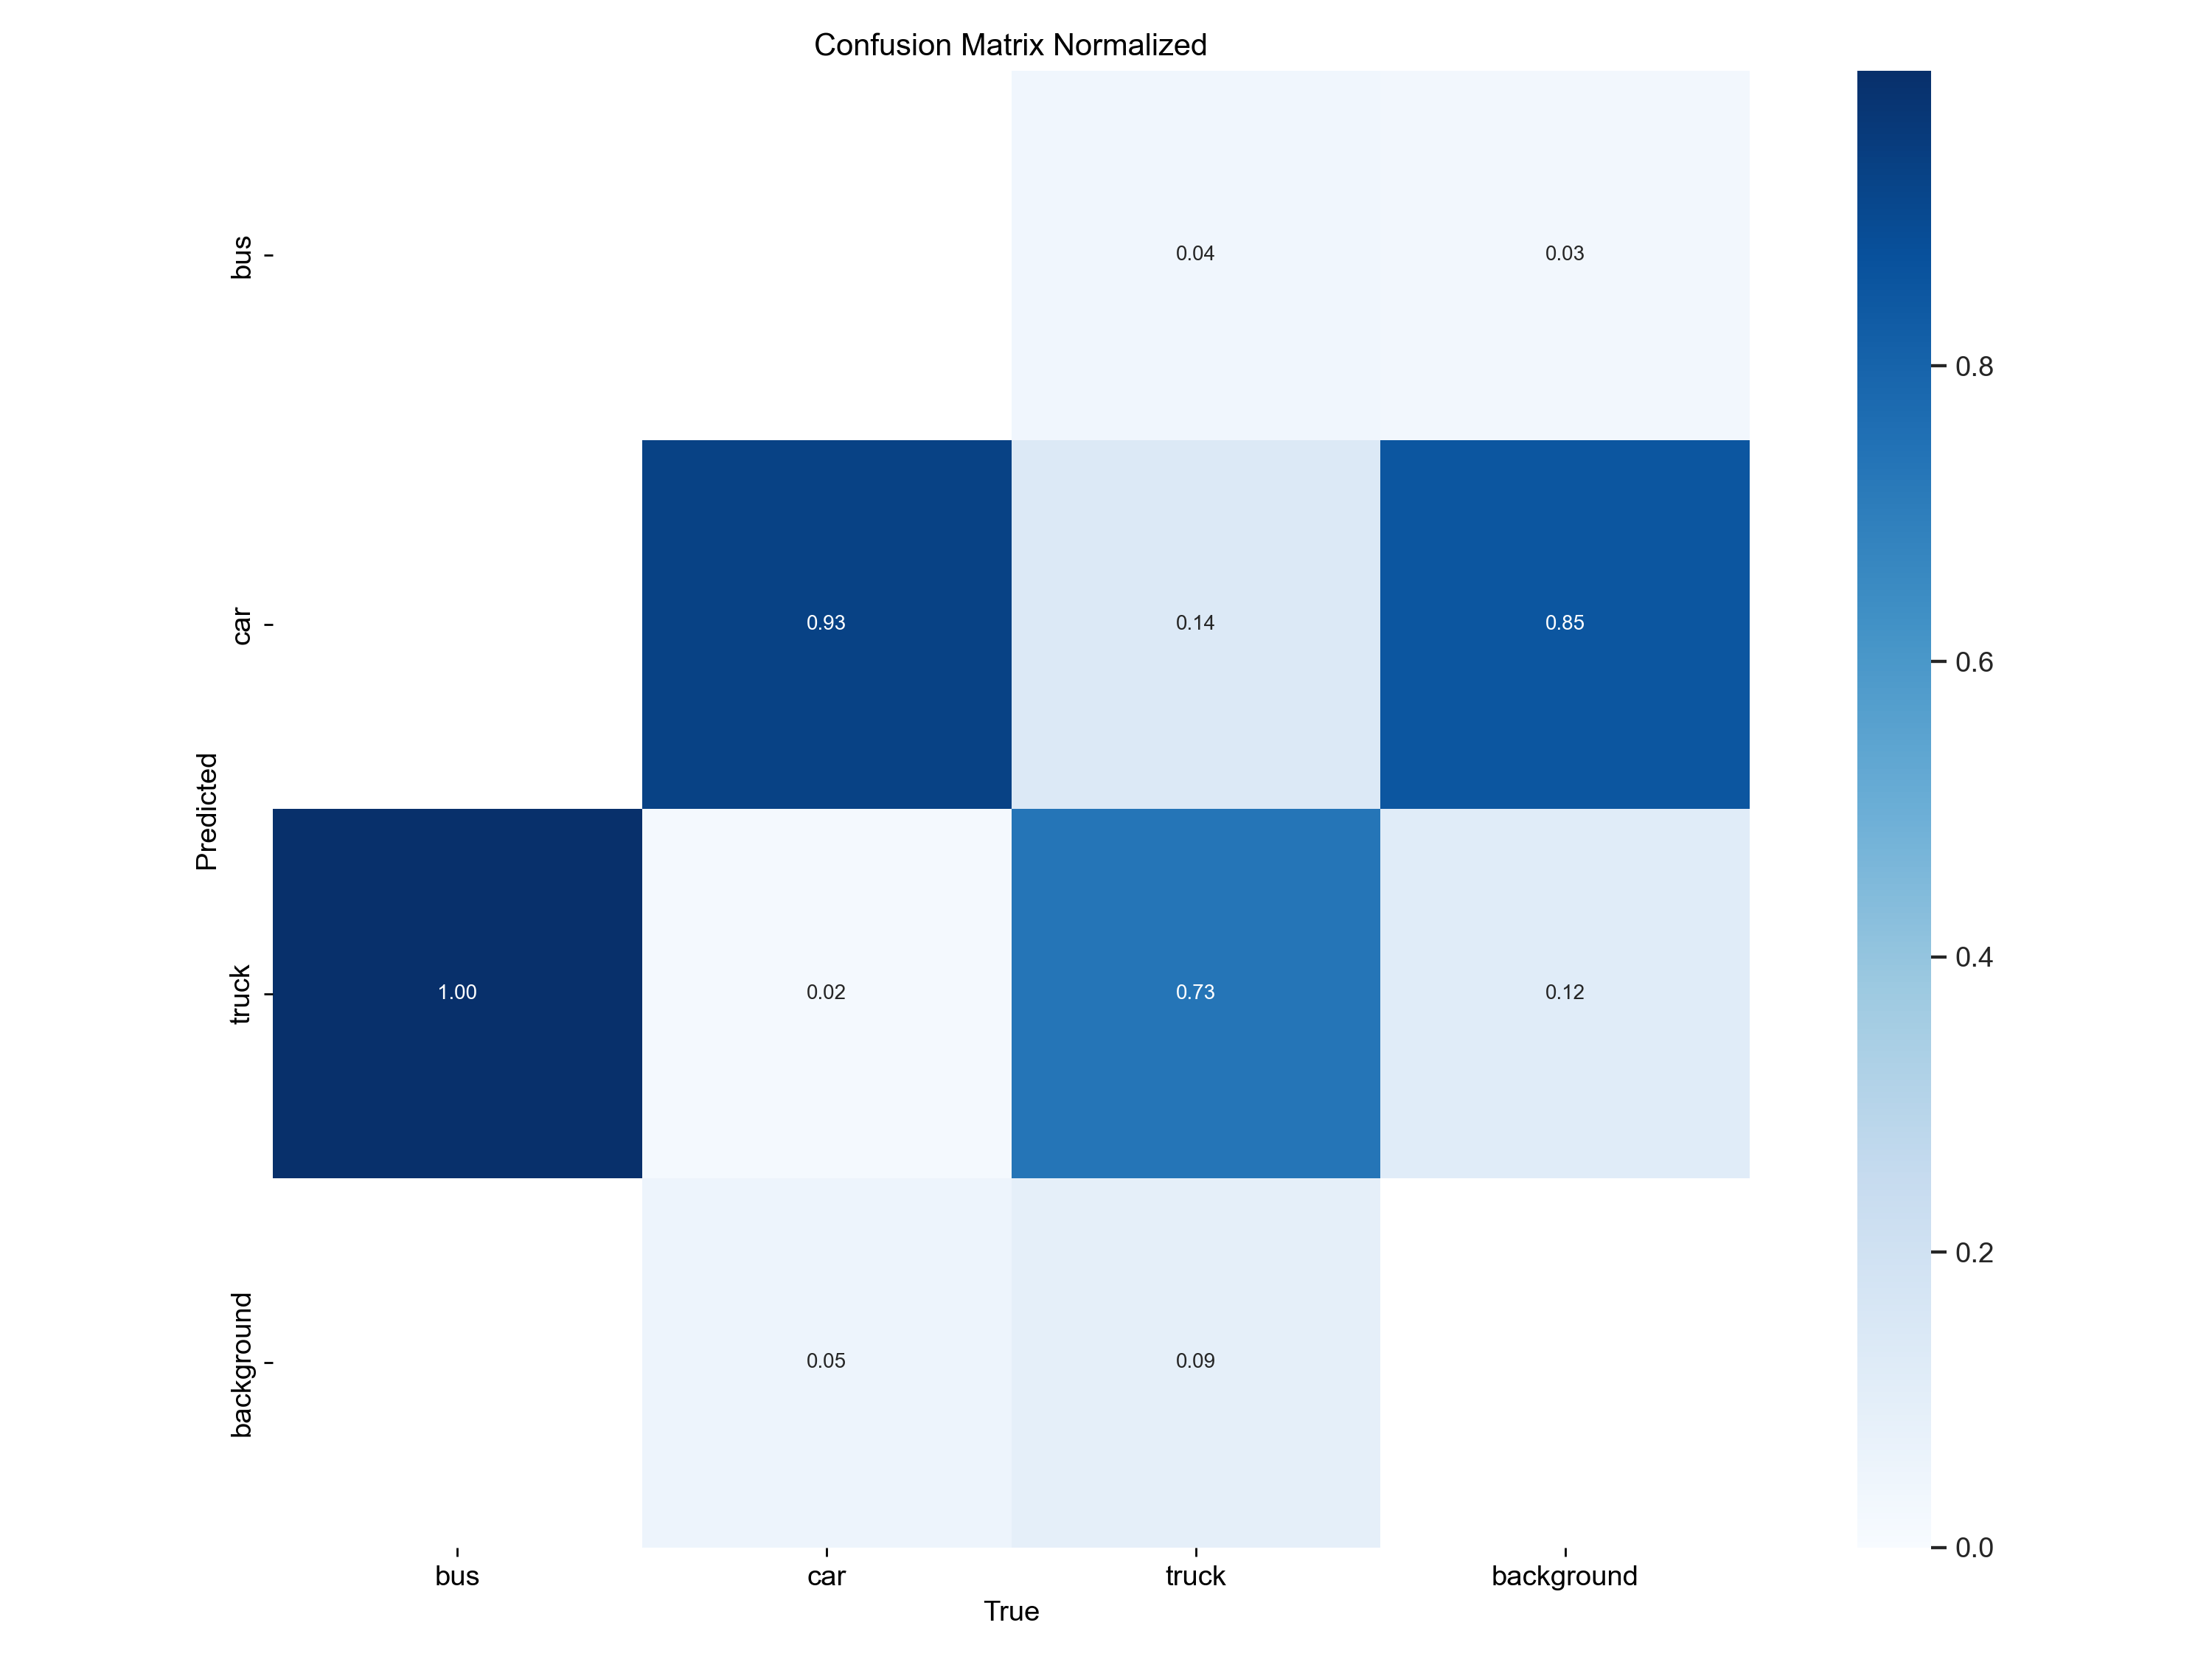 Confusion Matrix Normalized
bus
0.04
0.03
0.8
car
0.93
0.14
0.85
0.6
Predicted
truck
1.00
0.02
0.73
0.12
0.4
background
0.05
0.09
0.2
0.0
bus
car
truck
background
True